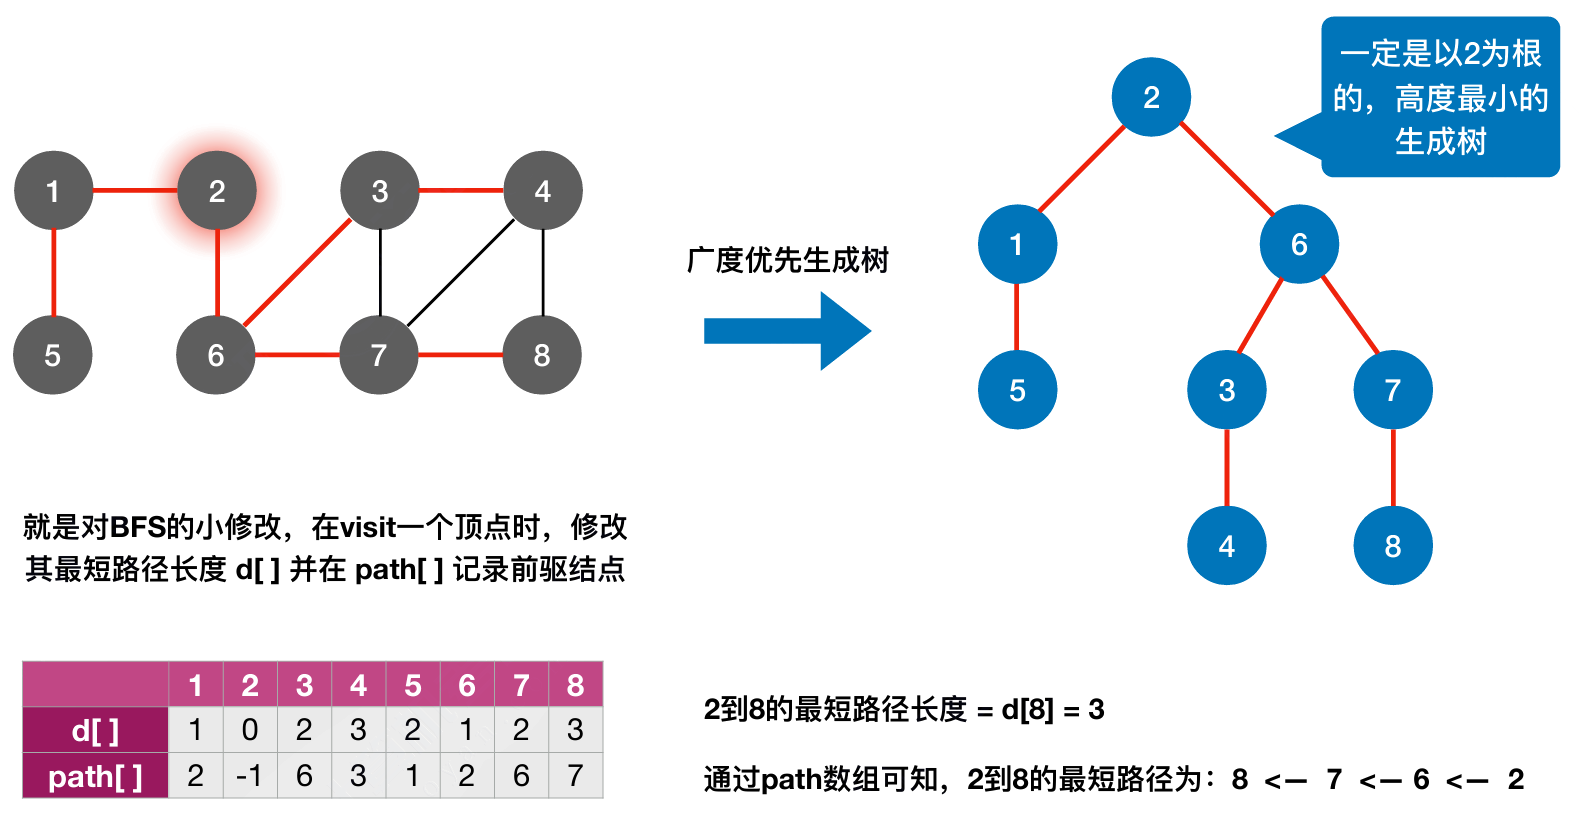 一定是以2为根
的，高度最小的
生成树
2
1
6
5
3
7
4
8
1
2
3
4
5
6
7
8
广度优先生成树
就是对BFS的小修改，在visit一个顶点时，修改
其最短路径长度 d[ ] 并在 path[ ] 记录前驱结点
1 2 3 4 5 6 7 8
d[ ] 1 0 2 3 2 1 2 3
path[ ] 2 -1 6 3 1 2 6 7
2到8的最短路径长度 = d[8] = 3
通过path数组可知，2到8的最短路径为：8 <— 7 <— 6 <— 2